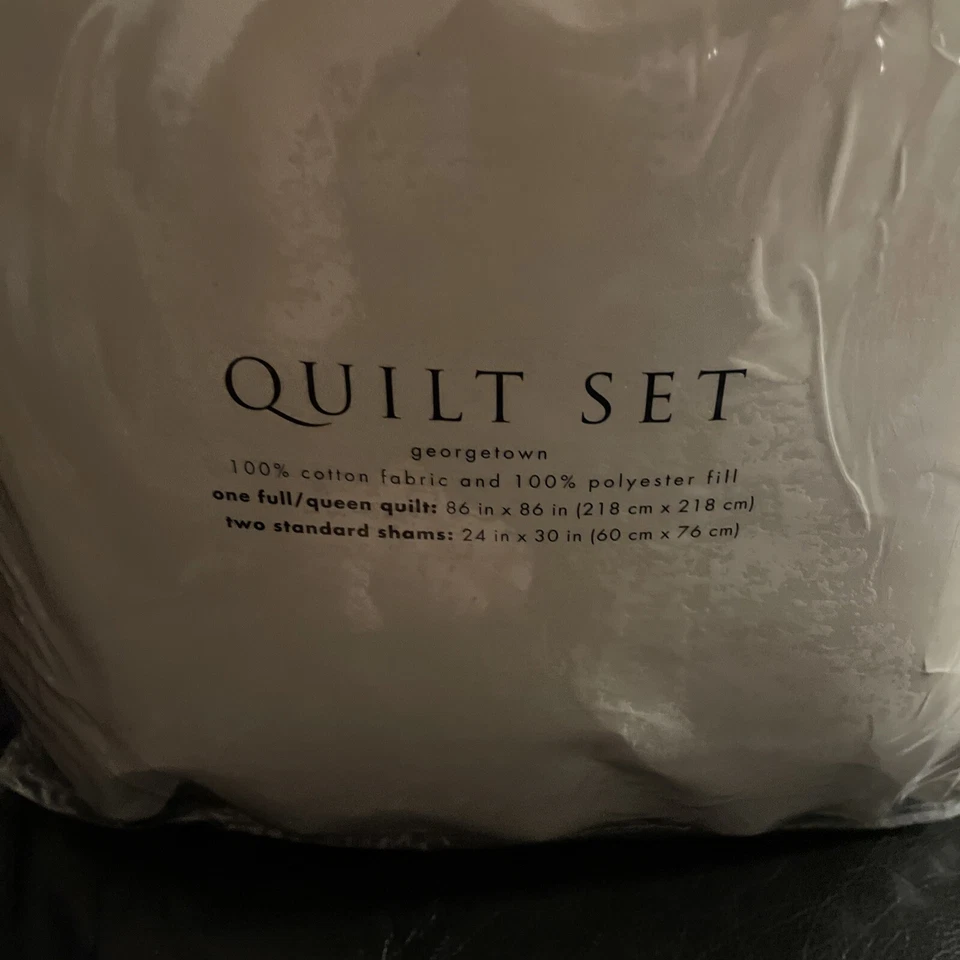 QUILT SET
georgetown
100% cotton fabric and 100% polyester fill
one full/queen quilt: 86 in x 86 in (218 cm x 218 cm)
two standard shams: 24 in x 30 in (60 cm x 76 cm)